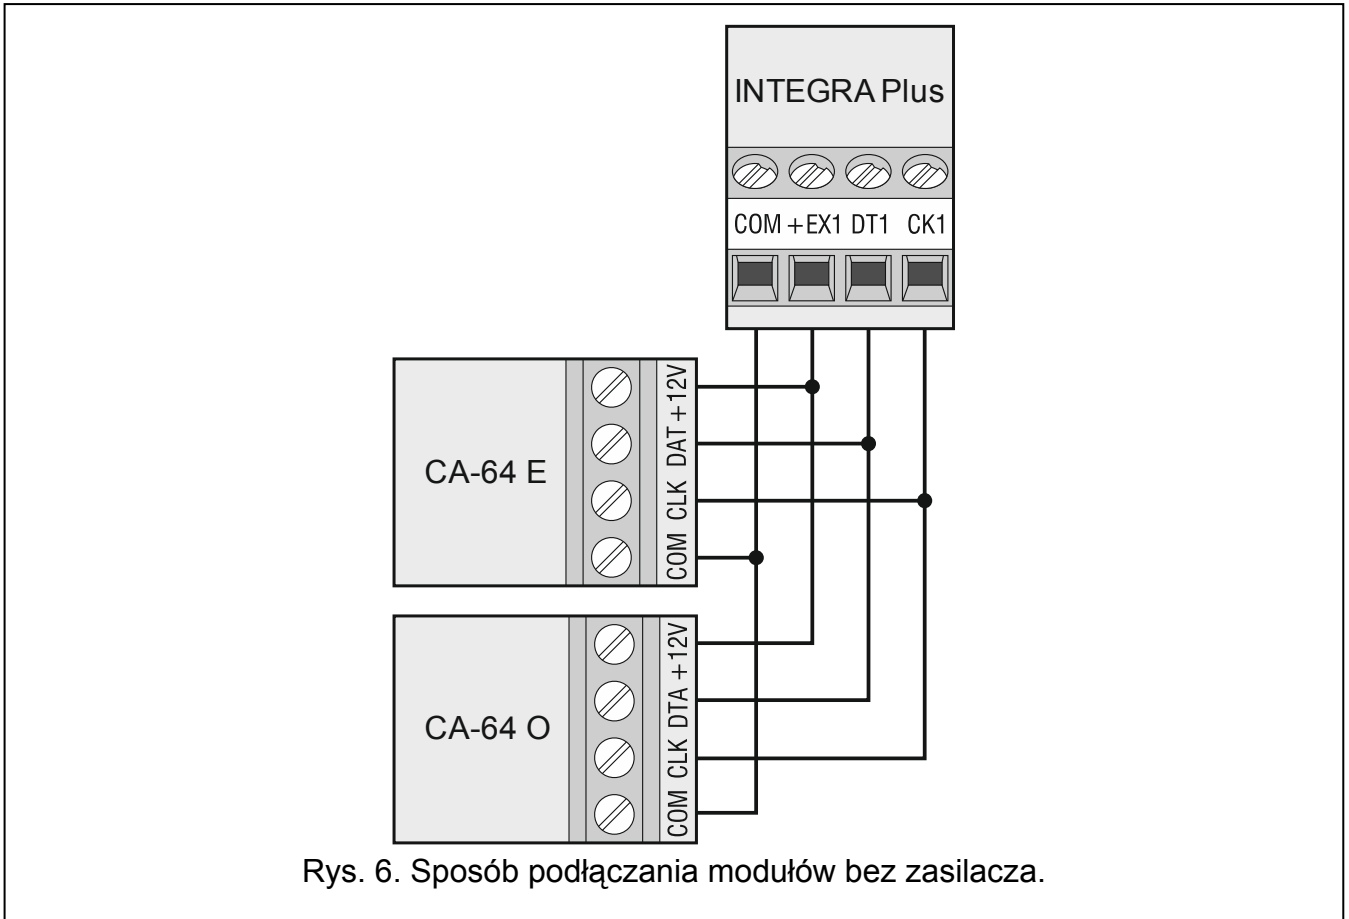 INTEGRA Plus
COM +EX1 DT1 CK1
CA-64 E
+12V
DAT
CLK
COM
CA-64 O
+12V
DTA
CLK
COM
Rys. 6. Sposób podłączania modułów bez zasilacza.